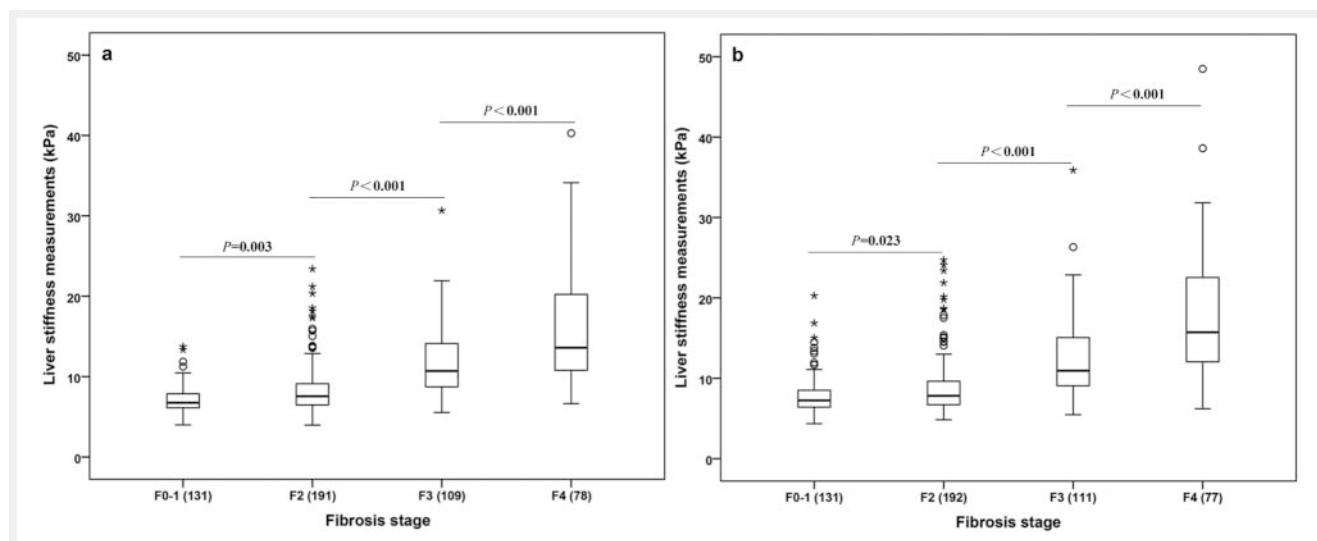 a
Liver stiffness measurements (kPa)
50
40
30
20
10
0
P<0.001
P<0.001
P=0.003
F0-1 (131) F2 (191) F3 (109) F4 (78)
Fibrosis stage
b
Liver stiffness measurements (kPa)
50
40
30
20
10
0
P<0.001
P<0.001
P=0.023
F0-1 (131) F2 (192) F3 (111) F4 (77)
Fibrosis stage